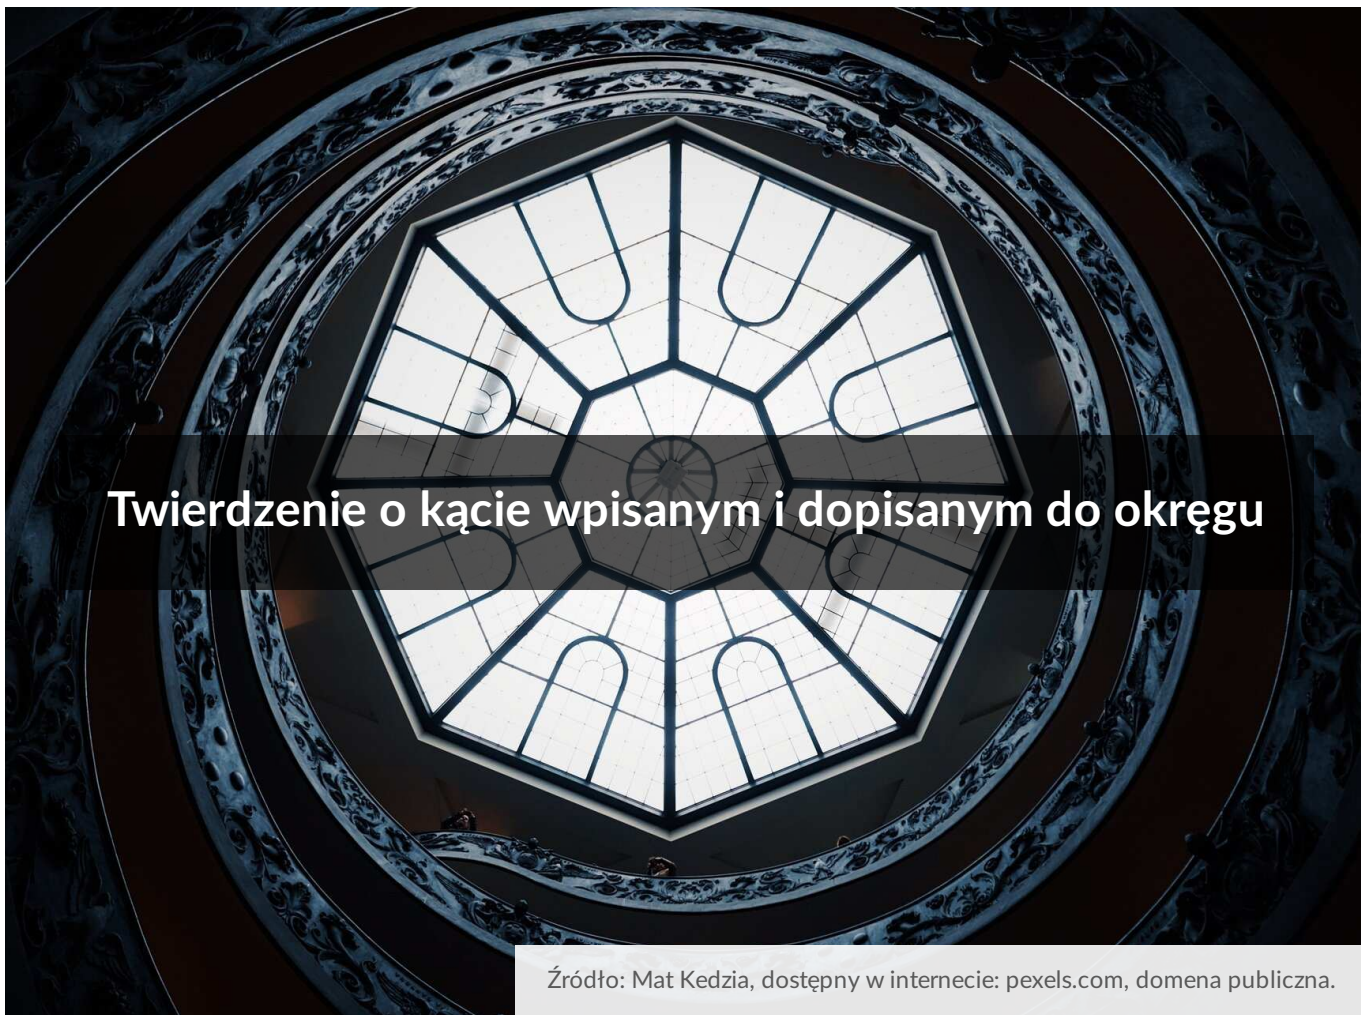 Twierdzenie o kącie wpisanym i dopisanym do okręgu
Źródło: Mat Kedzia, dostępny w internecie: pexels.com, domena publiczna.